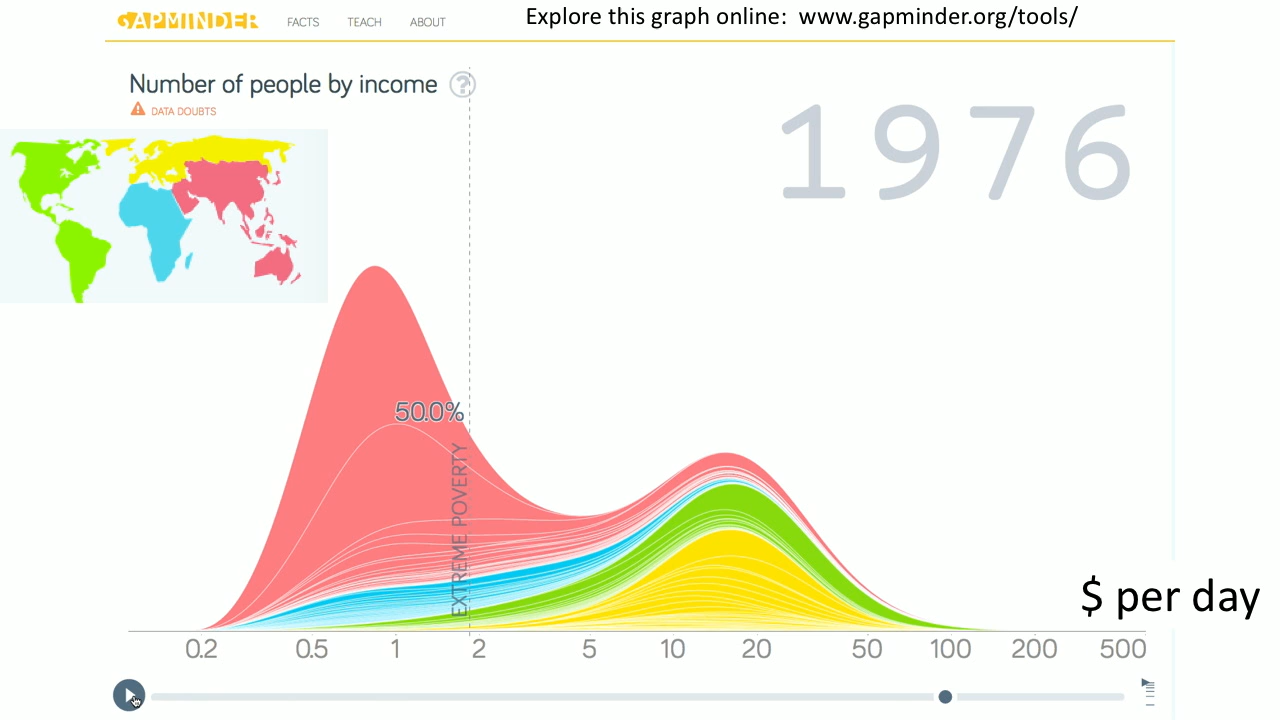 GAPMINDER FACTS TEACH ABOUT
Explore this graph online: www.gapminder.org/tools/
Number of people by income ?
DATA DOUBTS
1976
50.0%
EXTREME POVERTY
$ per day
0.2 0.5 1 2 5 10 20 50 100 200 500